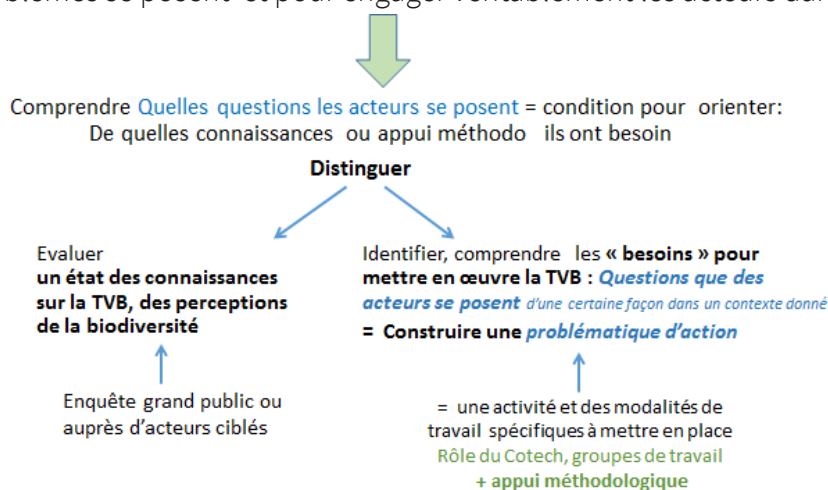 Comprendre Quelles questions les acteurs se posent = condition pour orienter:
De quelles connaissances ou appui méthodo ils ont besoin
Distinguer
Evaluer
un état des connaissances
sur la TVB, des perceptions
de la biodiversité
Enquête grand public ou
auprès d'acteurs ciblés
Identifier, comprendre les « besoins » pour
mettre en œuvre la TVB : Questions que des
acteurs se posent d'une certaine façon dans un contexte donné
= Construire une problématique d'action
= une activité et des modalités de
travail spécifiques à mettre en place
Rôle du Cotech, groupes de travail
+ appui méthodologique